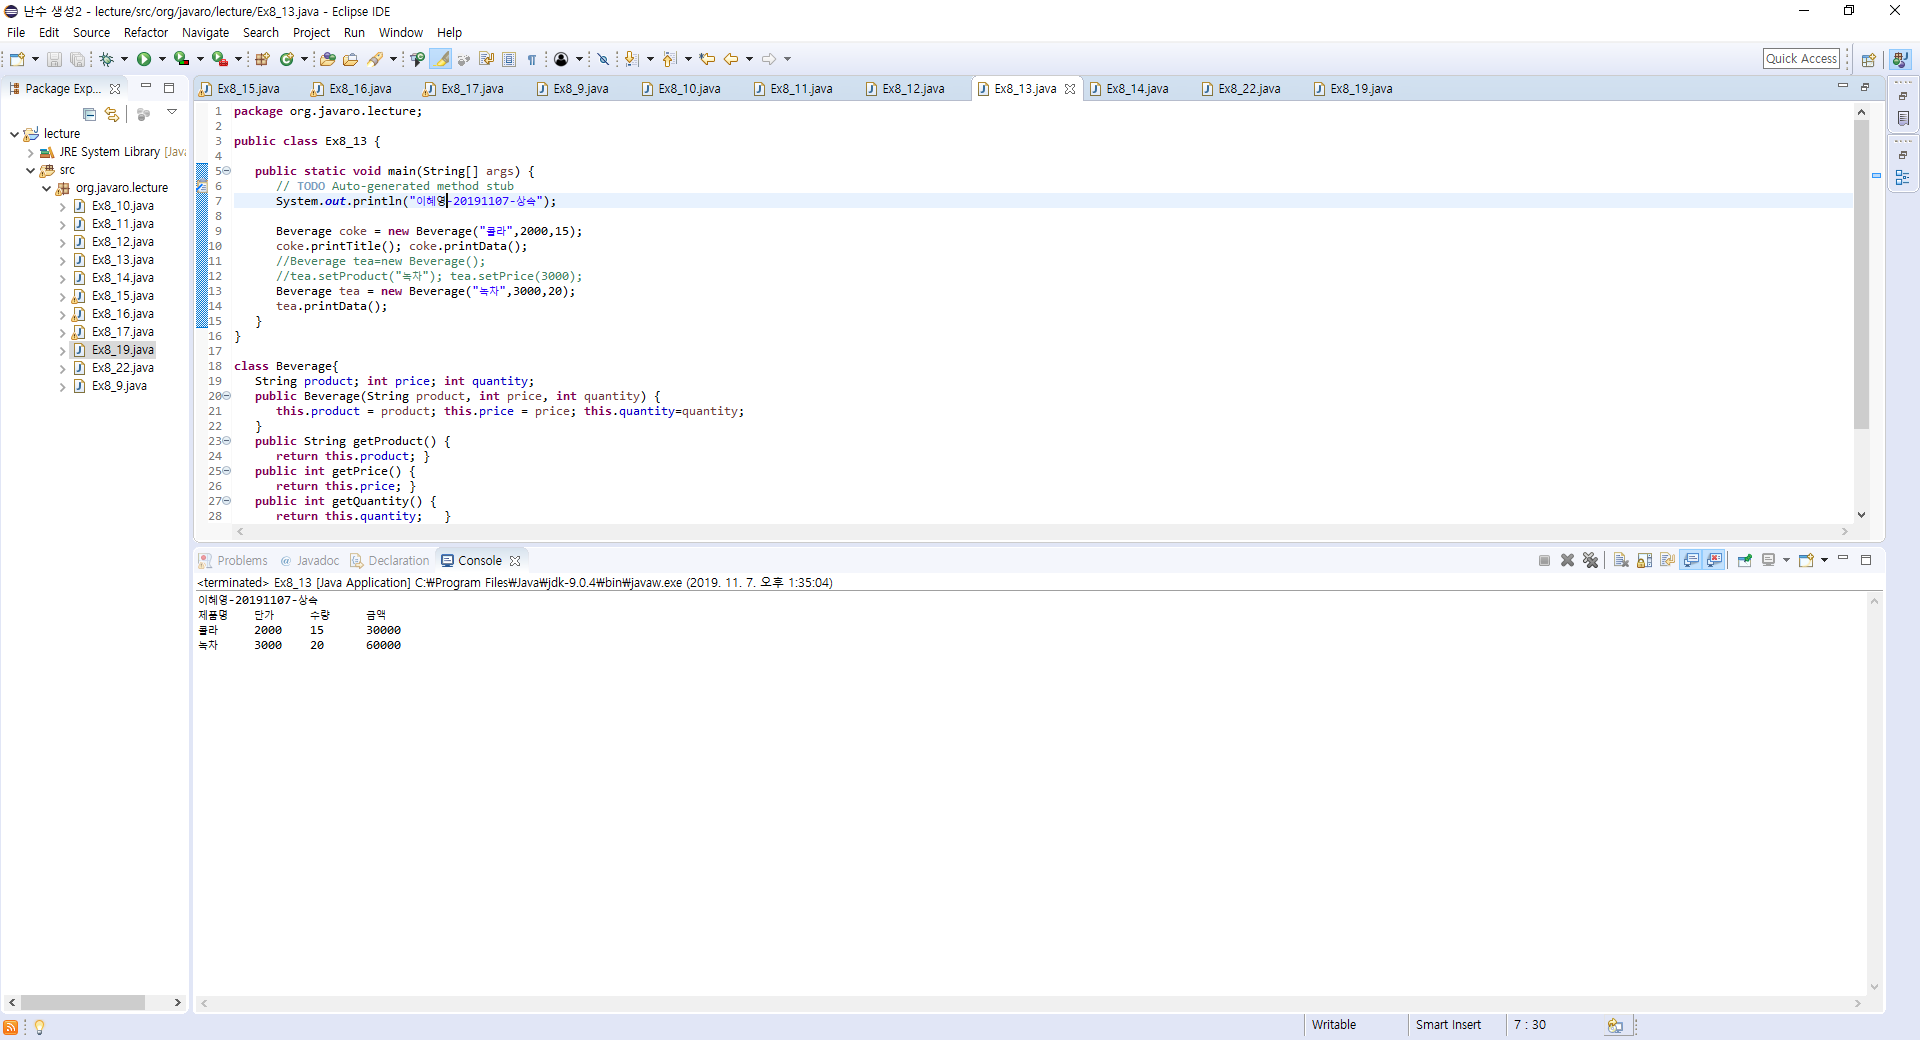 난수 생성2 - lecture/src/org/javaro/lecture/Ex8_13.java - Eclipse IDE
File Edit Source Refactor Navigate Search Project Run Window Help
Quick Access
Package Exp...
Ex8_15.java Ex8_16.java Ex8_17.java Ex8_9.java Ex8_10.java Ex8_11.java Ex8_12.java Ex8_13.java Ex8_14.java Ex8_22.java Ex8_19.java
lecture
JRE System Library [Java
src
org.javaro.lecture
Ex8_10.java
Ex8_11.java
Ex8_12.java
Ex8_13.java
Ex8_14.java
Ex8_15.java
Ex8_16.java
Ex8_17.java
Ex8_19.java
Ex8_22.java
Ex8_9.java
1 package org.javaro.lecture;
2
3 public class Ex8_13 {
4
5 public static void main(String[] args) {
6 // TODO Auto-generated method stub
7 System.out.println("이혜영-20191107-상속");
8
9 Beverage coke = new Beverage("콜라",2000,15);
10 coke.printTitle(); coke.printData();
11 //Beverage tea=new Beverage();
12 //tea.setProduct("녹차"); tea.setPrice(3000);
13 Beverage tea = new Beverage("녹차",3000,20);
14 tea.printData();
15 }
16 }
17
18 class Beverage{
19 String product; int price; int quantity;
20 public Beverage(String product, int price, int quantity) {
21 this.product = product; this.price = price; this.quantity=quantity;
22 }
23 public String getProduct() {
24 return this.product; }
25 public int getPrice() {
26 return this.price; }
27 public int getQuantity() {
28 return this.quantity; }
Problems @ Javadoc Declaration Console
<terminated> Ex8_13 [Java Application] C:₩Program Files₩Java₩jdk-9.0.4₩bin₩javaw.exe (2019. 11. 7. 오후 1:35:04)
이혜영-20191107-상속
제품명 단가 수량 금액
콜라 2000 15 30000
녹차 3000 20 60000
Writable Smart Insert 7 : 30